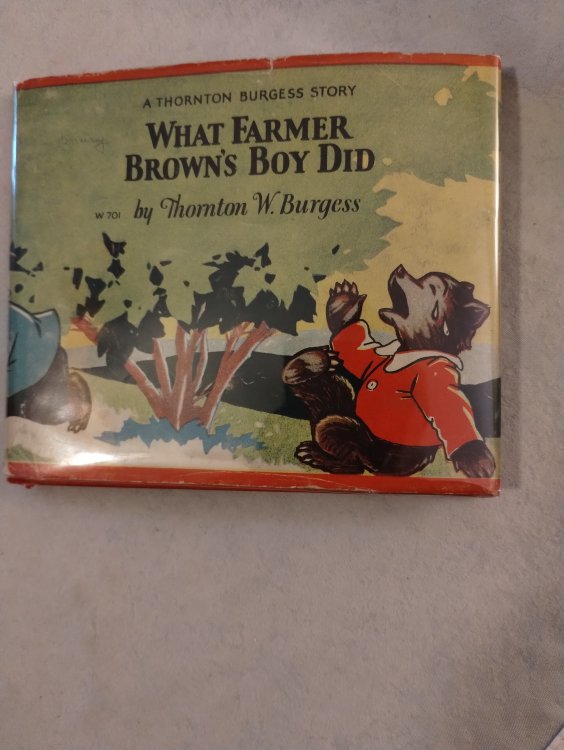 A THORNTON BURGESS STORY
WHAT FARMER
BROWN'S BOY DID
W 701 by Thornton W. Burgess